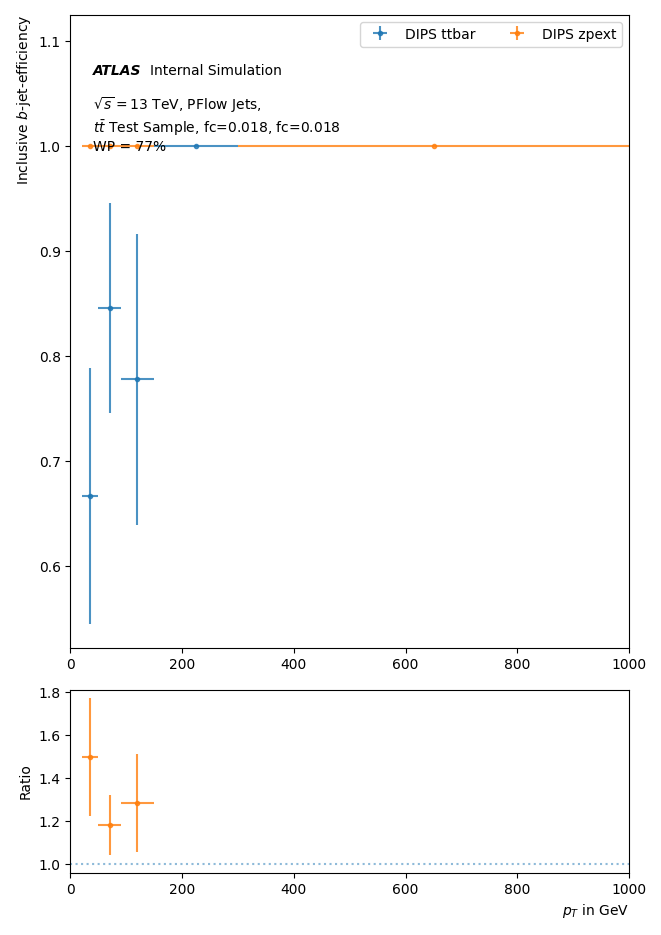 DIPS ttbar DIPS zpext
ATLAS Internal Simulation
√s = 13 TeV, PFlow Jets,
tt̄ Test Sample, fc=0.018, fc=0.018
WP = 77%
Inclusive b-jet-efficiency
1.1
1.0
0.9
0.8
0.7
0.6
0 200 400 600 800 1000
Ratio
1.8
1.6
1.4
1.2
1.0
0 200 400 600 800 1000
pT in GeV